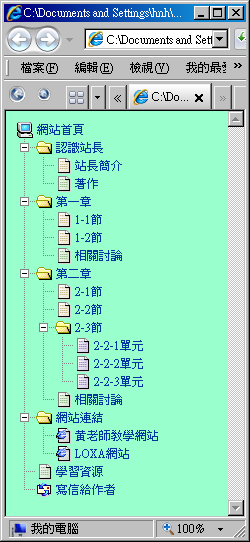 C:\Documents and Settings\hnh\...
C:\Documents and Sett
檔案(F) 編輯(E) 檢視(V) 我的最 »
« C:\Do... ×
網站首頁
認識站長
站長簡介
著作
第一章
1-1節
1-2節
相關討論
第二章
2-1節
2-2節
2-3節
2-2-1單元
2-2-2單元
2-2-3單元
相關討論
網站連結
黃老師教學網站
LOXA網站
學習資源
寫信給作者
我的電腦 100%